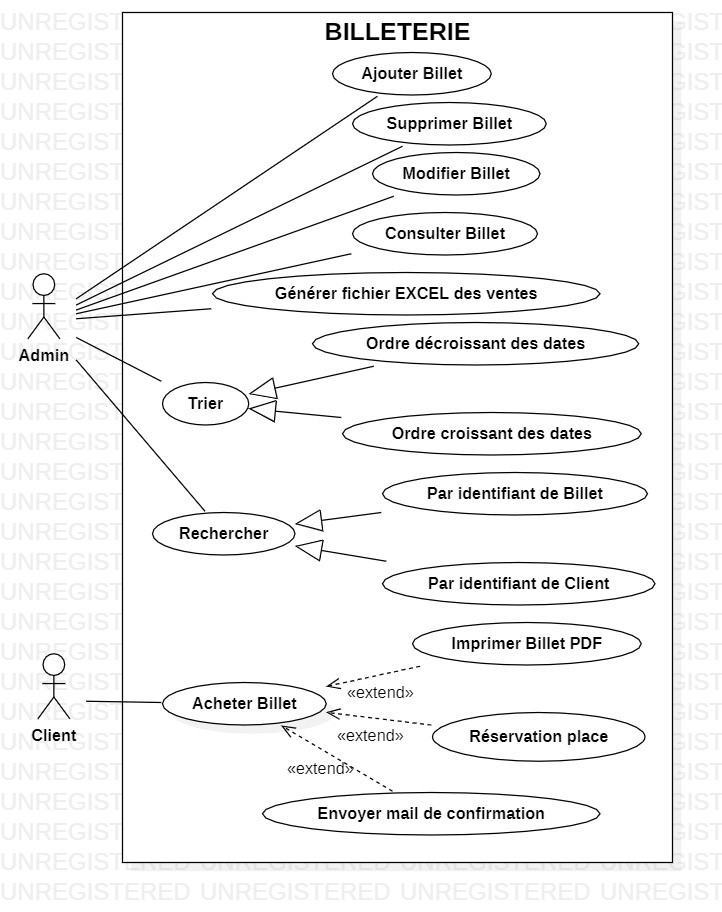 BILLETERIE
Ajouter Billet
Supprimer Billet
Modifier Billet
Consulter Billet
Générer fichier EXCEL des ventes
Ordre décroissant des dates
Admin
Trier
Ordre croissant des dates
Par identifiant de Billet
Rechercher
Par identifiant de Client
Imprimer Billet PDF
«extend»
Acheter Billet
Client
«extend»
Réservation place
«extend»
Envoyer mail de confirmation
UNREGISTERED UNREGISTERED UNREGISTERED UNREGISTERED